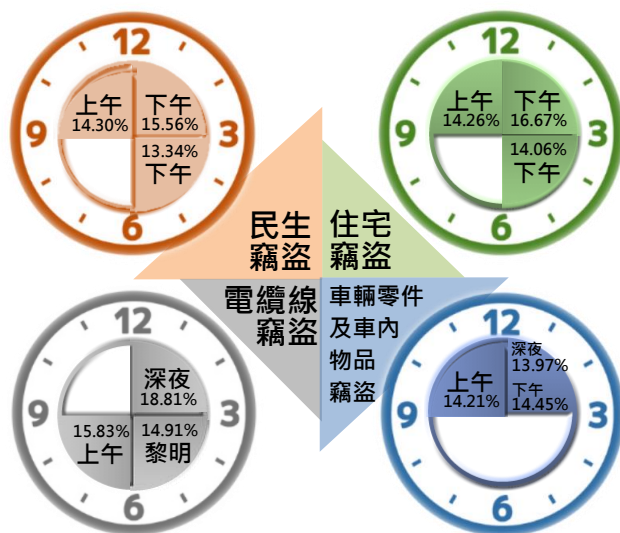 12
9
3
6
上午
14.30%
下午
15.56%
13.34%
下午
12
9
3
6
上午
14.26%
下午
16.67%
14.06%
下午
民生
竊盜
住宅
竊盜
電纜線
竊盜
車輛零件
及車內
物品
竊盜
12
9
3
6
深夜
18.81%
15.83%
上午
14.91%
黎明
12
9
3
6
上午
14.21%
深夜
13.97%
下午
14.45%